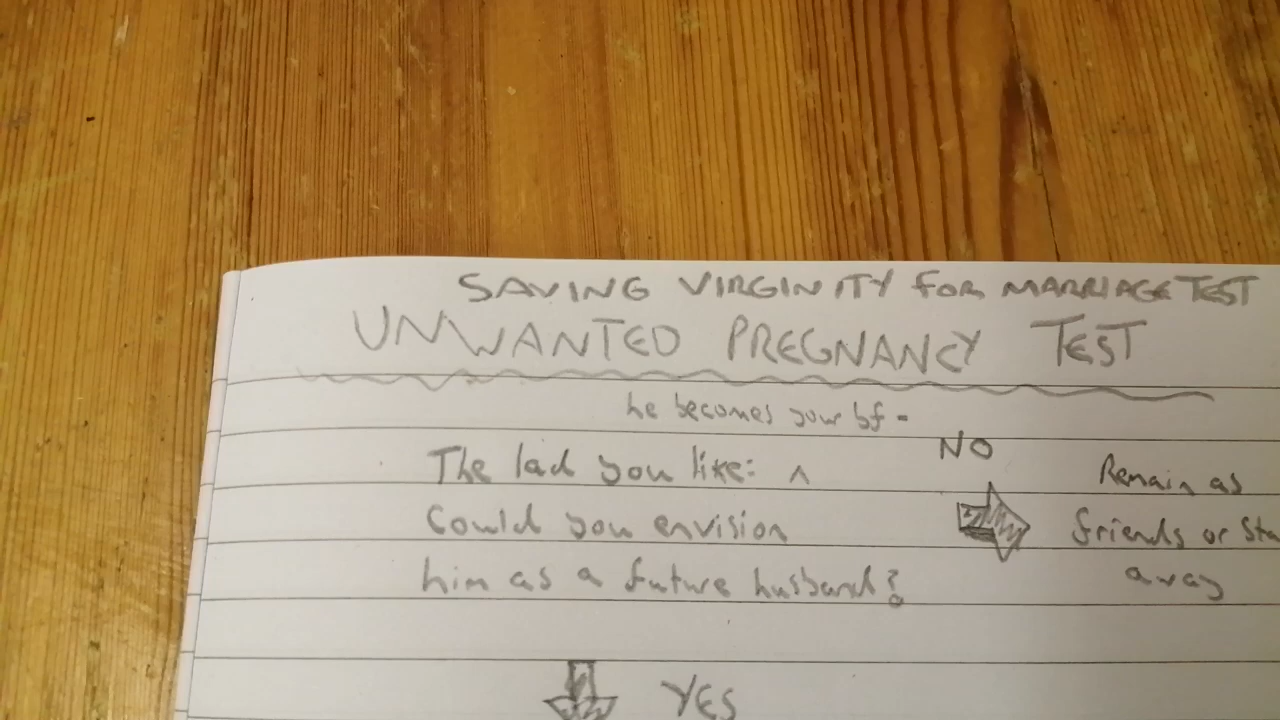 SAVING VIRGINITY FOR MARRIAGE TEST
UNWANTED PREGNANCY TEST
he becomes your bf -
The lad you like: ^
Could you envision
him as a future husband?
NO
Remain as
friends or sta
away
YES